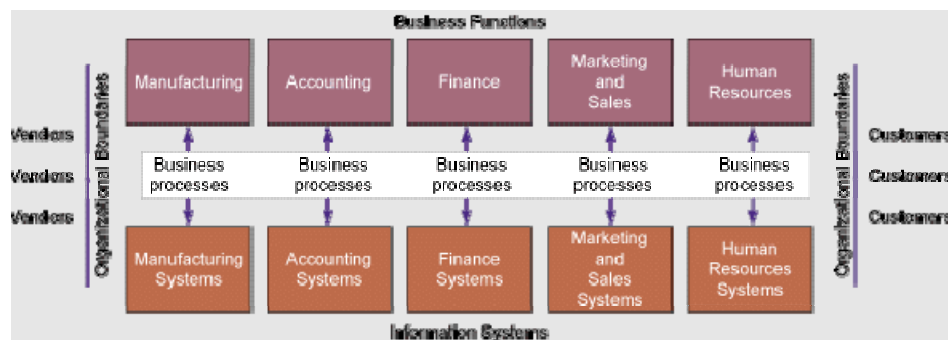 Business Functions
Manufacturing
Accounting
Finance
Marketing
and
Sales
Human
Resources
Vendors
Vendors
Vendors
Organizational Boundaries
Business
processes
Business
processes
Business
processes
Business
processes
Business
processes
Organizational Boundaries
Customers
Customers
Customers
Manufacturing
Systems
Accounting
Systems
Finance
Systems
Marketing
and
Sales
Systems
Human
Resources
Systems
Information Systems